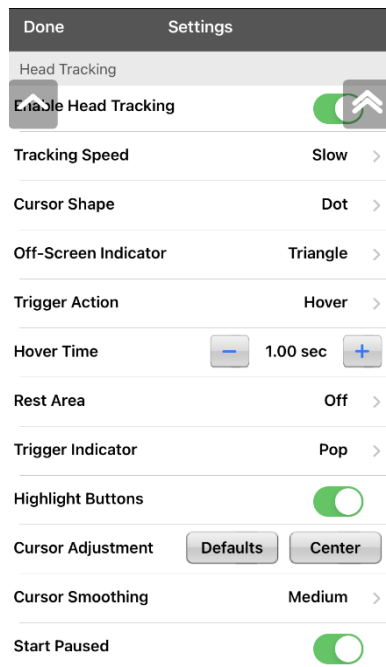 Done Settings
Head Tracking
Enable Head Tracking
Tracking Speed Slow
Cursor Shape Dot
Off-Screen Indicator Triangle
Trigger Action Hover
Hover Time − 1.00 sec +
Rest Area Off
Trigger Indicator Pop
Highlight Buttons
Cursor Adjustment Defaults Center
Cursor Smoothing Medium
Start Paused